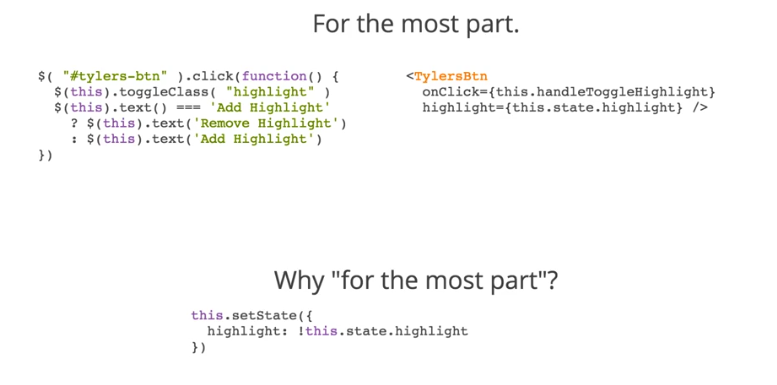 For the most part.
$( "#tylers-btn" ).click(function() {
  $(this).toggleClass( "highlight" )
  $(this).text() === 'Add Highlight'
    ? $(this).text('Remove Highlight')
    : $(this).text('Add Highlight')
})
<TylersBtn
  onClick={this.handleToggleHighlight}
  highlight={this.state.highlight} />
Why "for the most part"?
this.setState({
  highlight: !this.state.highlight
})